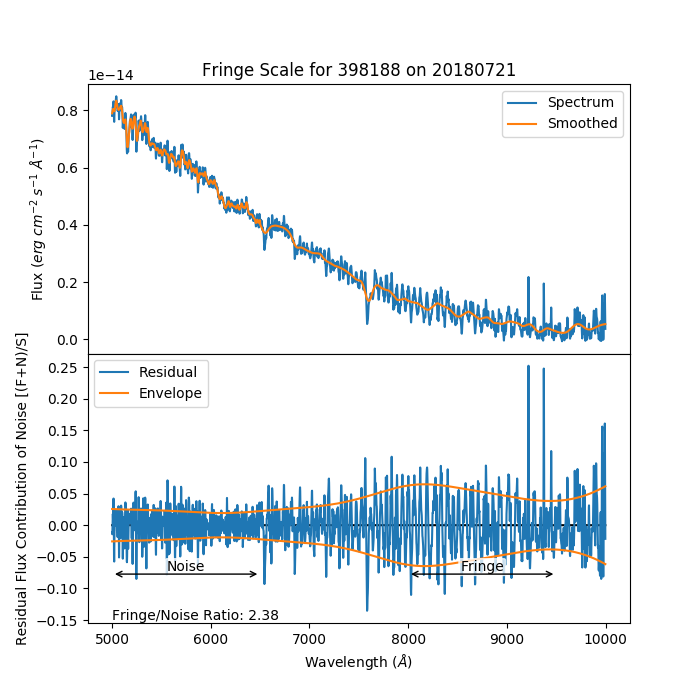 Fringe Scale for 398188 on 20180721
1e−14
Flux (erg cm⁻² s⁻¹ Å⁻¹)
0.8
0.6
0.4
0.2
0.0
Spectrum
Smoothed
Residual Flux Contribution of Noise [(F+N)/S]
0.25
0.20
0.15
0.10
0.05
0.00
−0.05
−0.10
−0.15
Residual
Envelope
Noise
Fringe
Fringe/Noise Ratio: 2.38
5000 6000 7000 8000 9000 10000
Wavelength (Å)